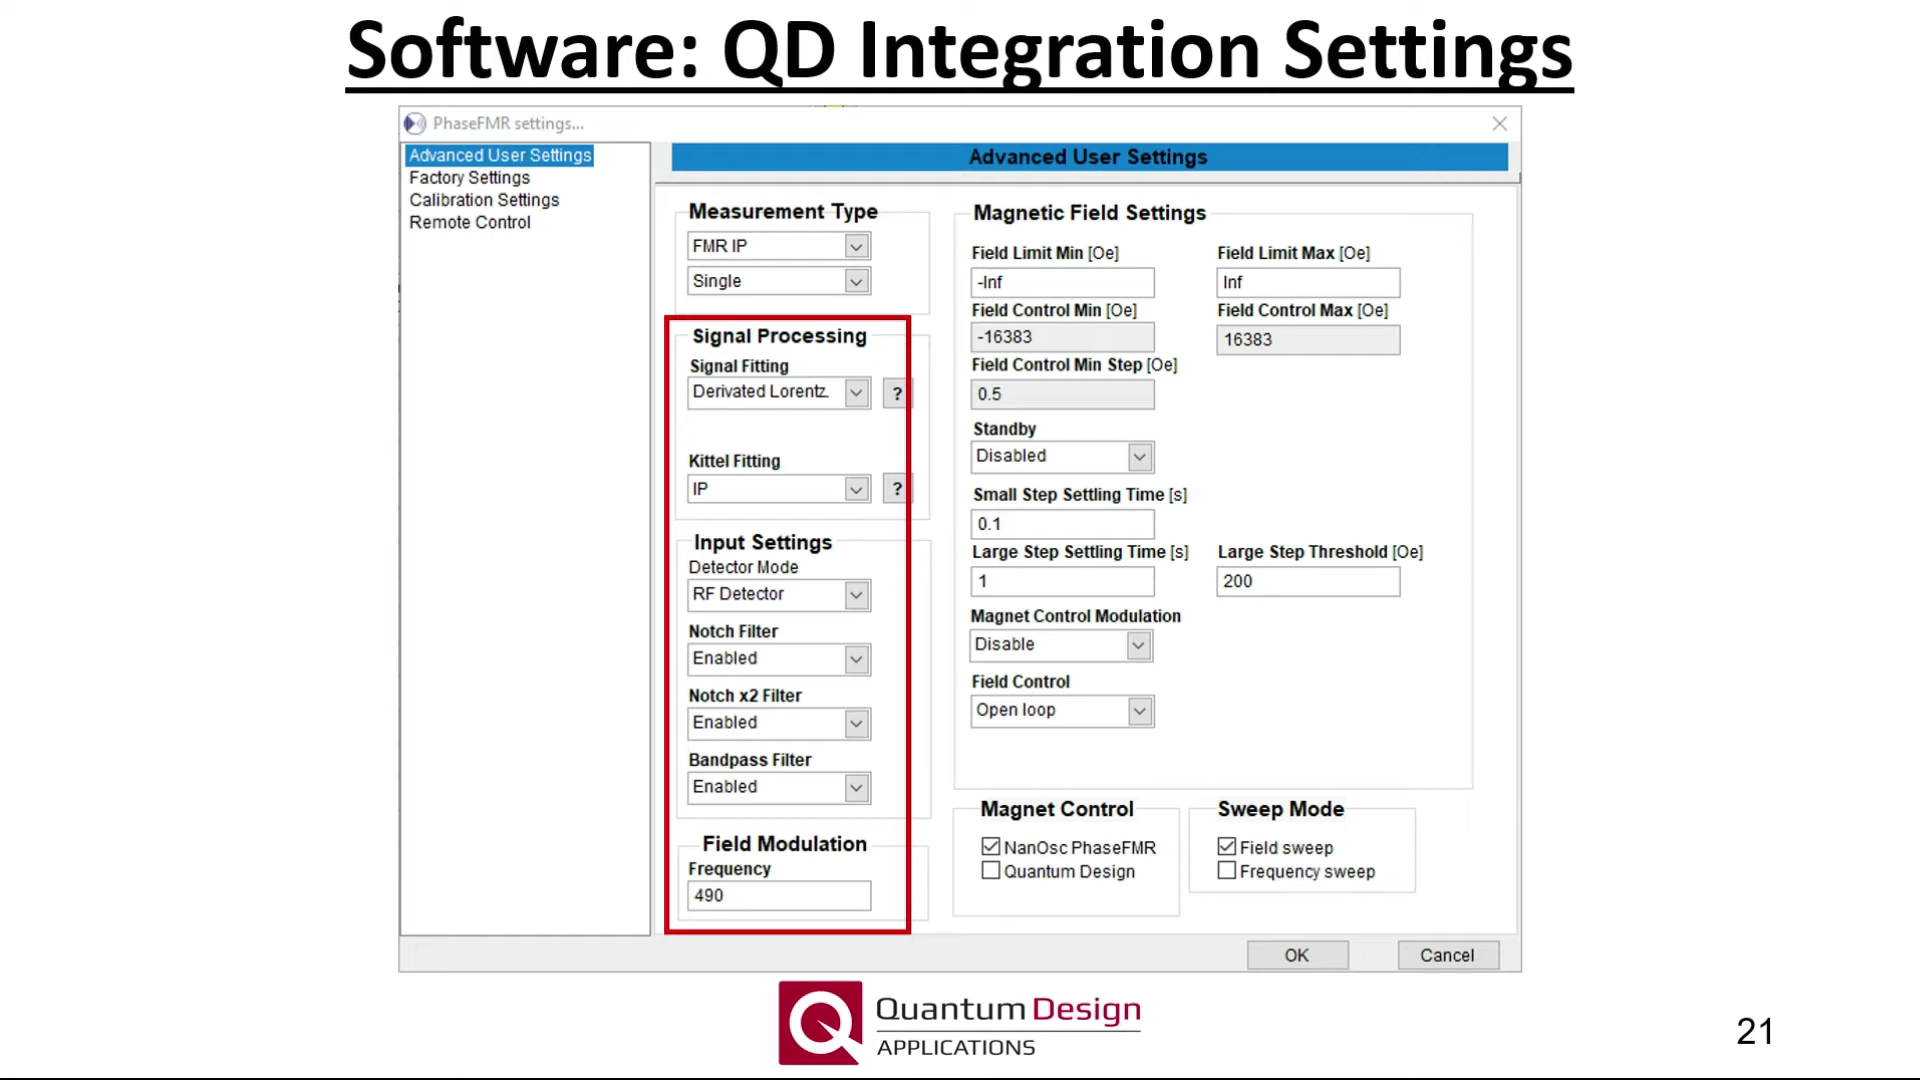 Software: QD Integration Settings
PhaseFMR settings...
Advanced User Settings
Factory Settings
Calibration Settings
Remote Control
Advanced User Settings
Measurement Type
FMR IP
Single
Signal Processing
Signal Fitting
Derivated Lorentz.
?
Kittel Fitting
IP
?
Input Settings
Detector Mode
RF Detector
Notch Filter
Enabled
Notch x2 Filter
Enabled
Bandpass Filter
Enabled
Field Modulation
Frequency
490
Magnetic Field Settings
Field Limit Min [Oe]
-Inf
Field Limit Max [Oe]
Inf
Field Control Min [Oe]
-16383
Field Control Max [Oe]
16383
Field Control Min Step [Oe]
0.5
Standby
Disabled
Small Step Settling Time [s]
0.1
Large Step Settling Time [s]
1
Large Step Threshold [Oe]
200
Magnet Control Modulation
Disable
Field Control
Open loop
Magnet Control
NanOsc PhaseFMR
Quantum Design
Sweep Mode
Field sweep
Frequency sweep
OK
Cancel
Quantum Design
APPLICATIONS
21